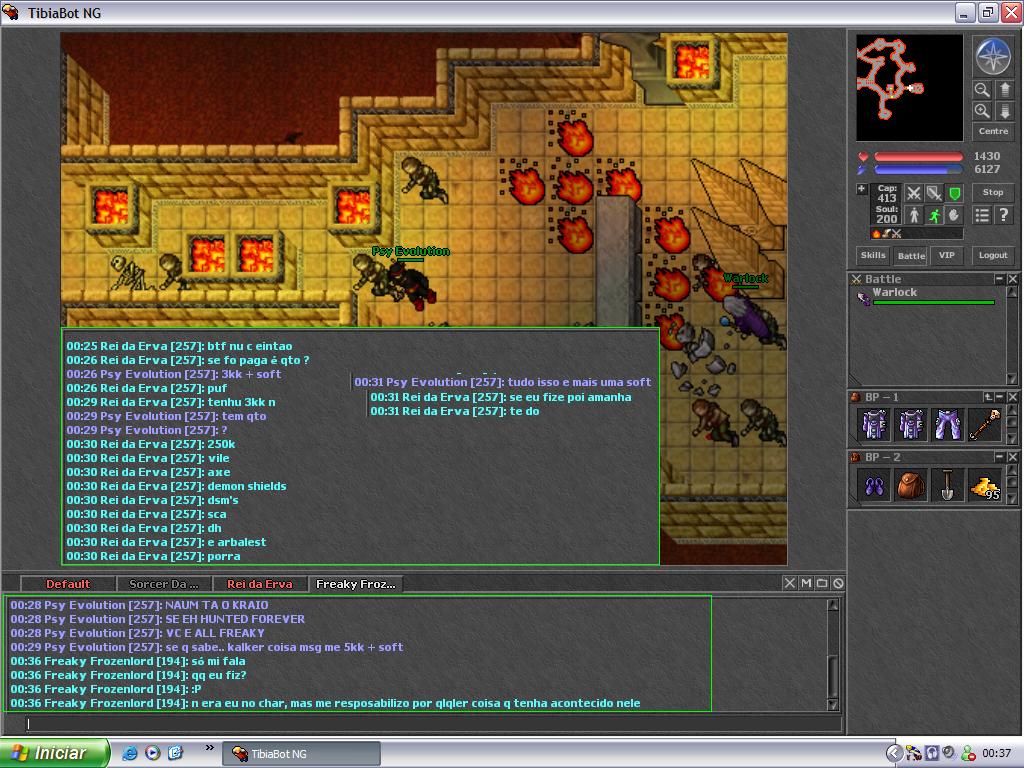 TibiaBot NG
Psy Evolution
Warlock
00:25 Rei da Erva [257]: btf nu c eintao
00:26 Rei da Erva [257]: se fo paga é qto ?
00:26 Psy Evolution [257]: 3kk + soft
00:26 Rei da Erva [257]: puf
00:29 Rei da Erva [257]: tenhu 3kk n
00:29 Psy Evolution [257]: tem qto
00:29 Psy Evolution [257]: ?
00:30 Rei da Erva [257]: 250k
00:30 Rei da Erva [257]: vile
00:30 Rei da Erva [257]: axe
00:30 Rei da Erva [257]: demon shields
00:30 Rei da Erva [257]: dsm's
00:30 Rei da Erva [257]: sca
00:30 Rei da Erva [257]: dh
00:30 Rei da Erva [257]: e arbalest
00:30 Rei da Erva [257]: porra
00:31 Psy Evolution [257]: tudo isso e mais uma soft
00:31 Rei da Erva [257]: se eu fize poi amanha
00:31 Rei da Erva [257]: te do
Default
Sorcer Da ...
Rei da Erva
Freaky Froz...
00:28 Psy Evolution [257]: NAUM TA O KRAIO
00:28 Psy Evolution [257]: SE EH HUNTED FOREVER
00:28 Psy Evolution [257]: VC E ALL FREAKY
00:29 Psy Evolution [257]: se q sabe.. kalker coisa msg me 5kk + soft
00:36 Freaky Frozenlord [194]: só mi fala
00:36 Freaky Frozenlord [194]: qq eu fiz?
00:36 Freaky Frozenlord [194]: :P
00:36 Freaky Frozenlord [194]: n era eu no char, mas me resposabilizo por qlqler coisa q tenha acontecido nele
Centre
1430
6127
Cap:
413
Soul:
200
Stop
?
Skills
Battle
VIP
Logout
Battle
Warlock
BP - 1
BP - 2
95
Iniciar
»
TibiaBot NG
00:37